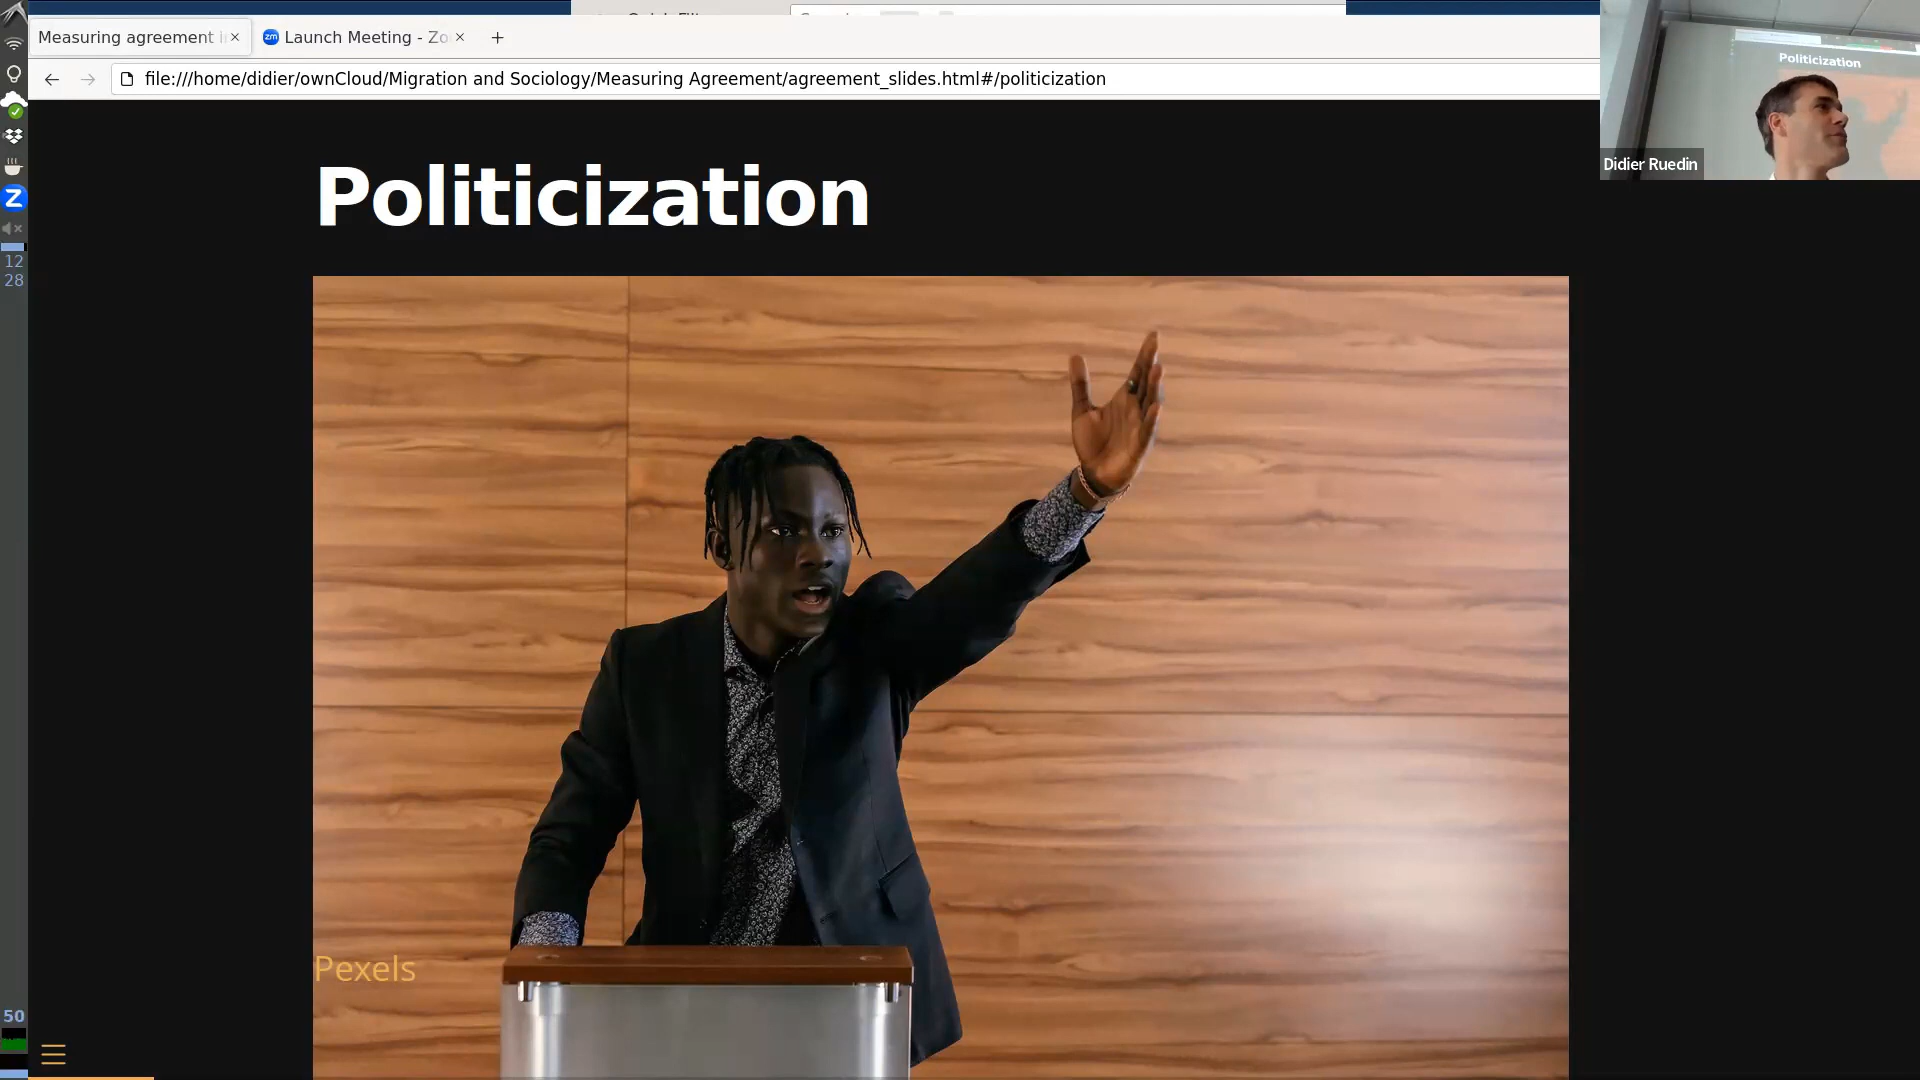 Measuring agreement i
Launch Meeting - Zo
zm
file:///home/didier/ownCloud/Migration and Sociology/Measuring Agreement/agreement_slides.html#/politicization
Politicization
Didier Ruedin
Politicization
Z
12
28
Pexels
50